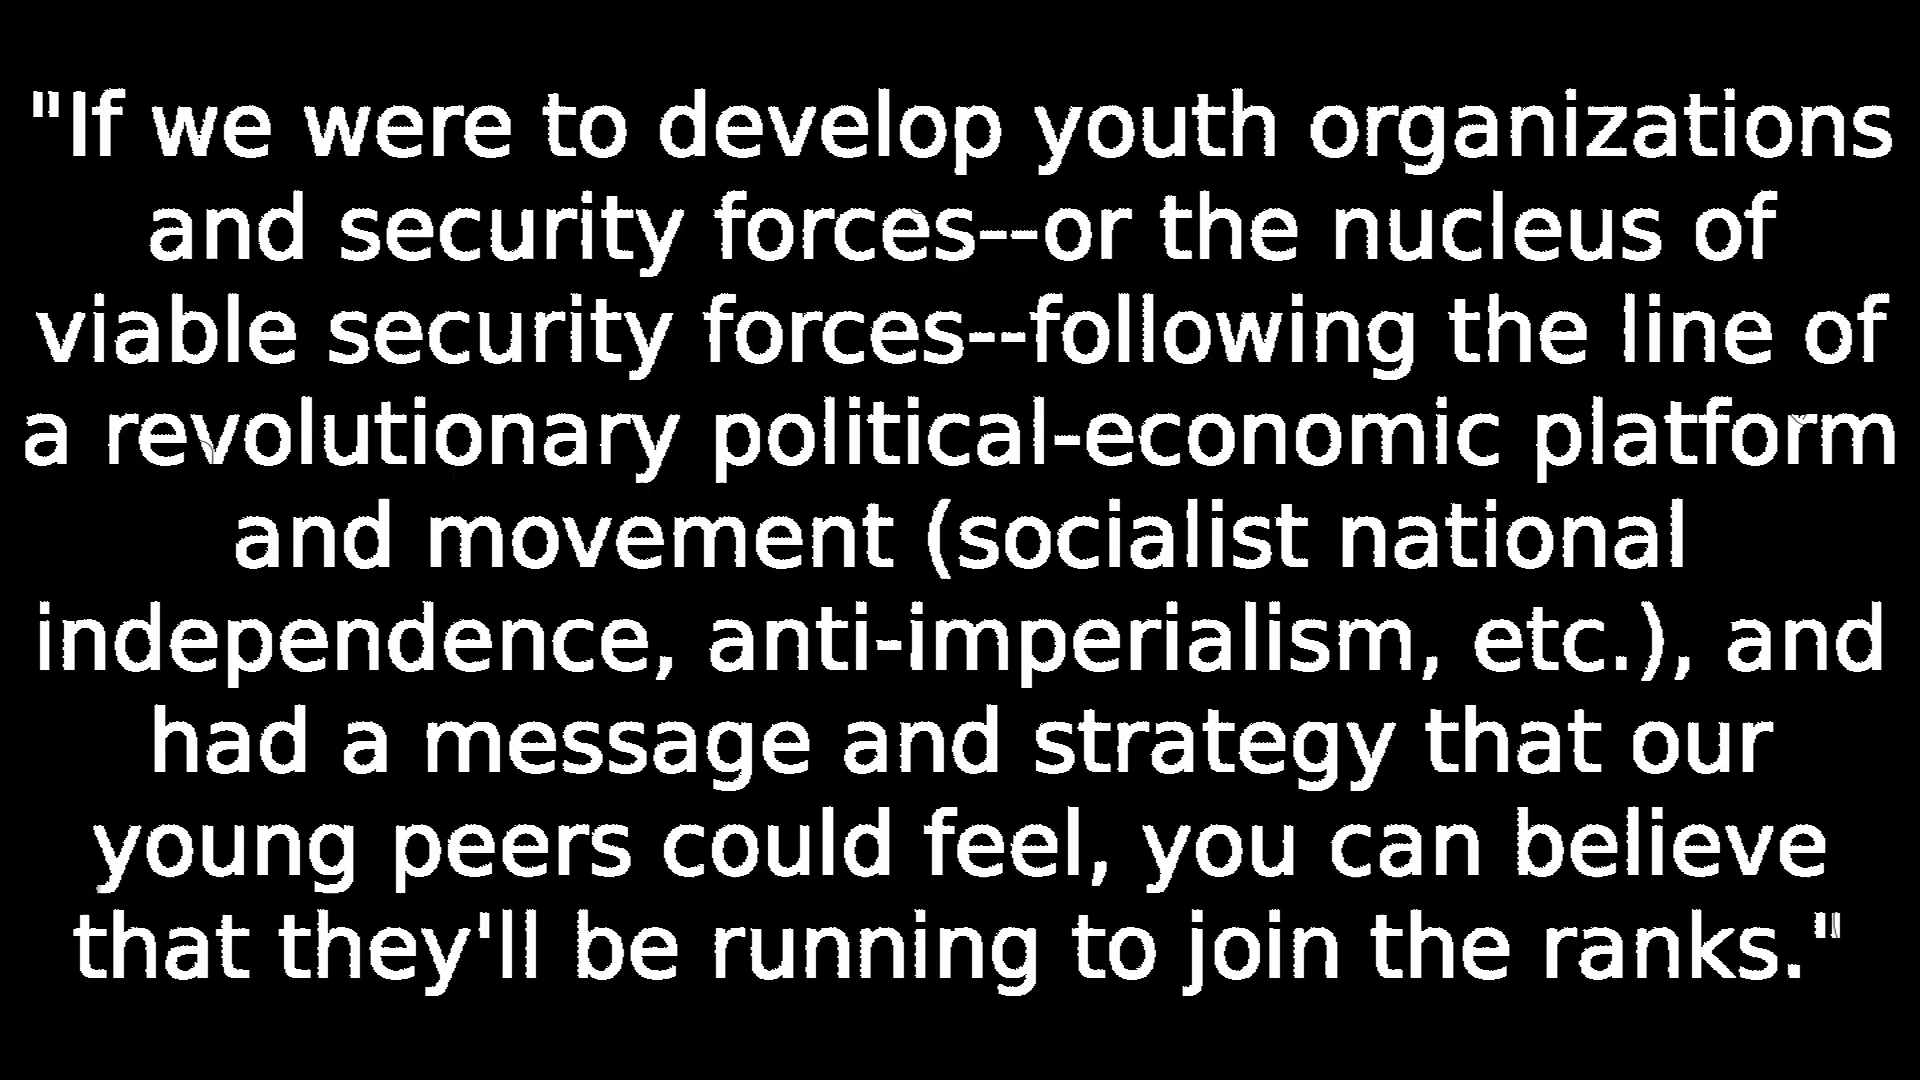 "If we were to develop youth organizations
and security forces--or the nucleus of
viable security forces--following the line of
a revolutionary political-economic platform
and movement (socialist national
independence, anti-imperialism, etc.), and
had a message and strategy that our
young peers could feel, you can believe
that they'll be running to join the ranks."